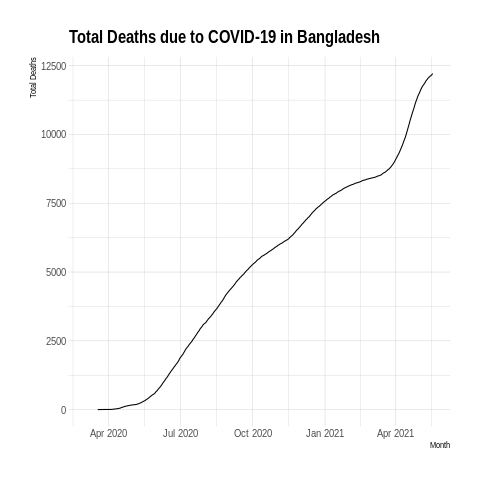 Total Deaths due to COVID-19 in Bangladesh
Total Deaths
12500
10000
7500
5000
2500
0
Apr 2020 Jul 2020 Oct 2020 Jan 2021 Apr 2021
Month